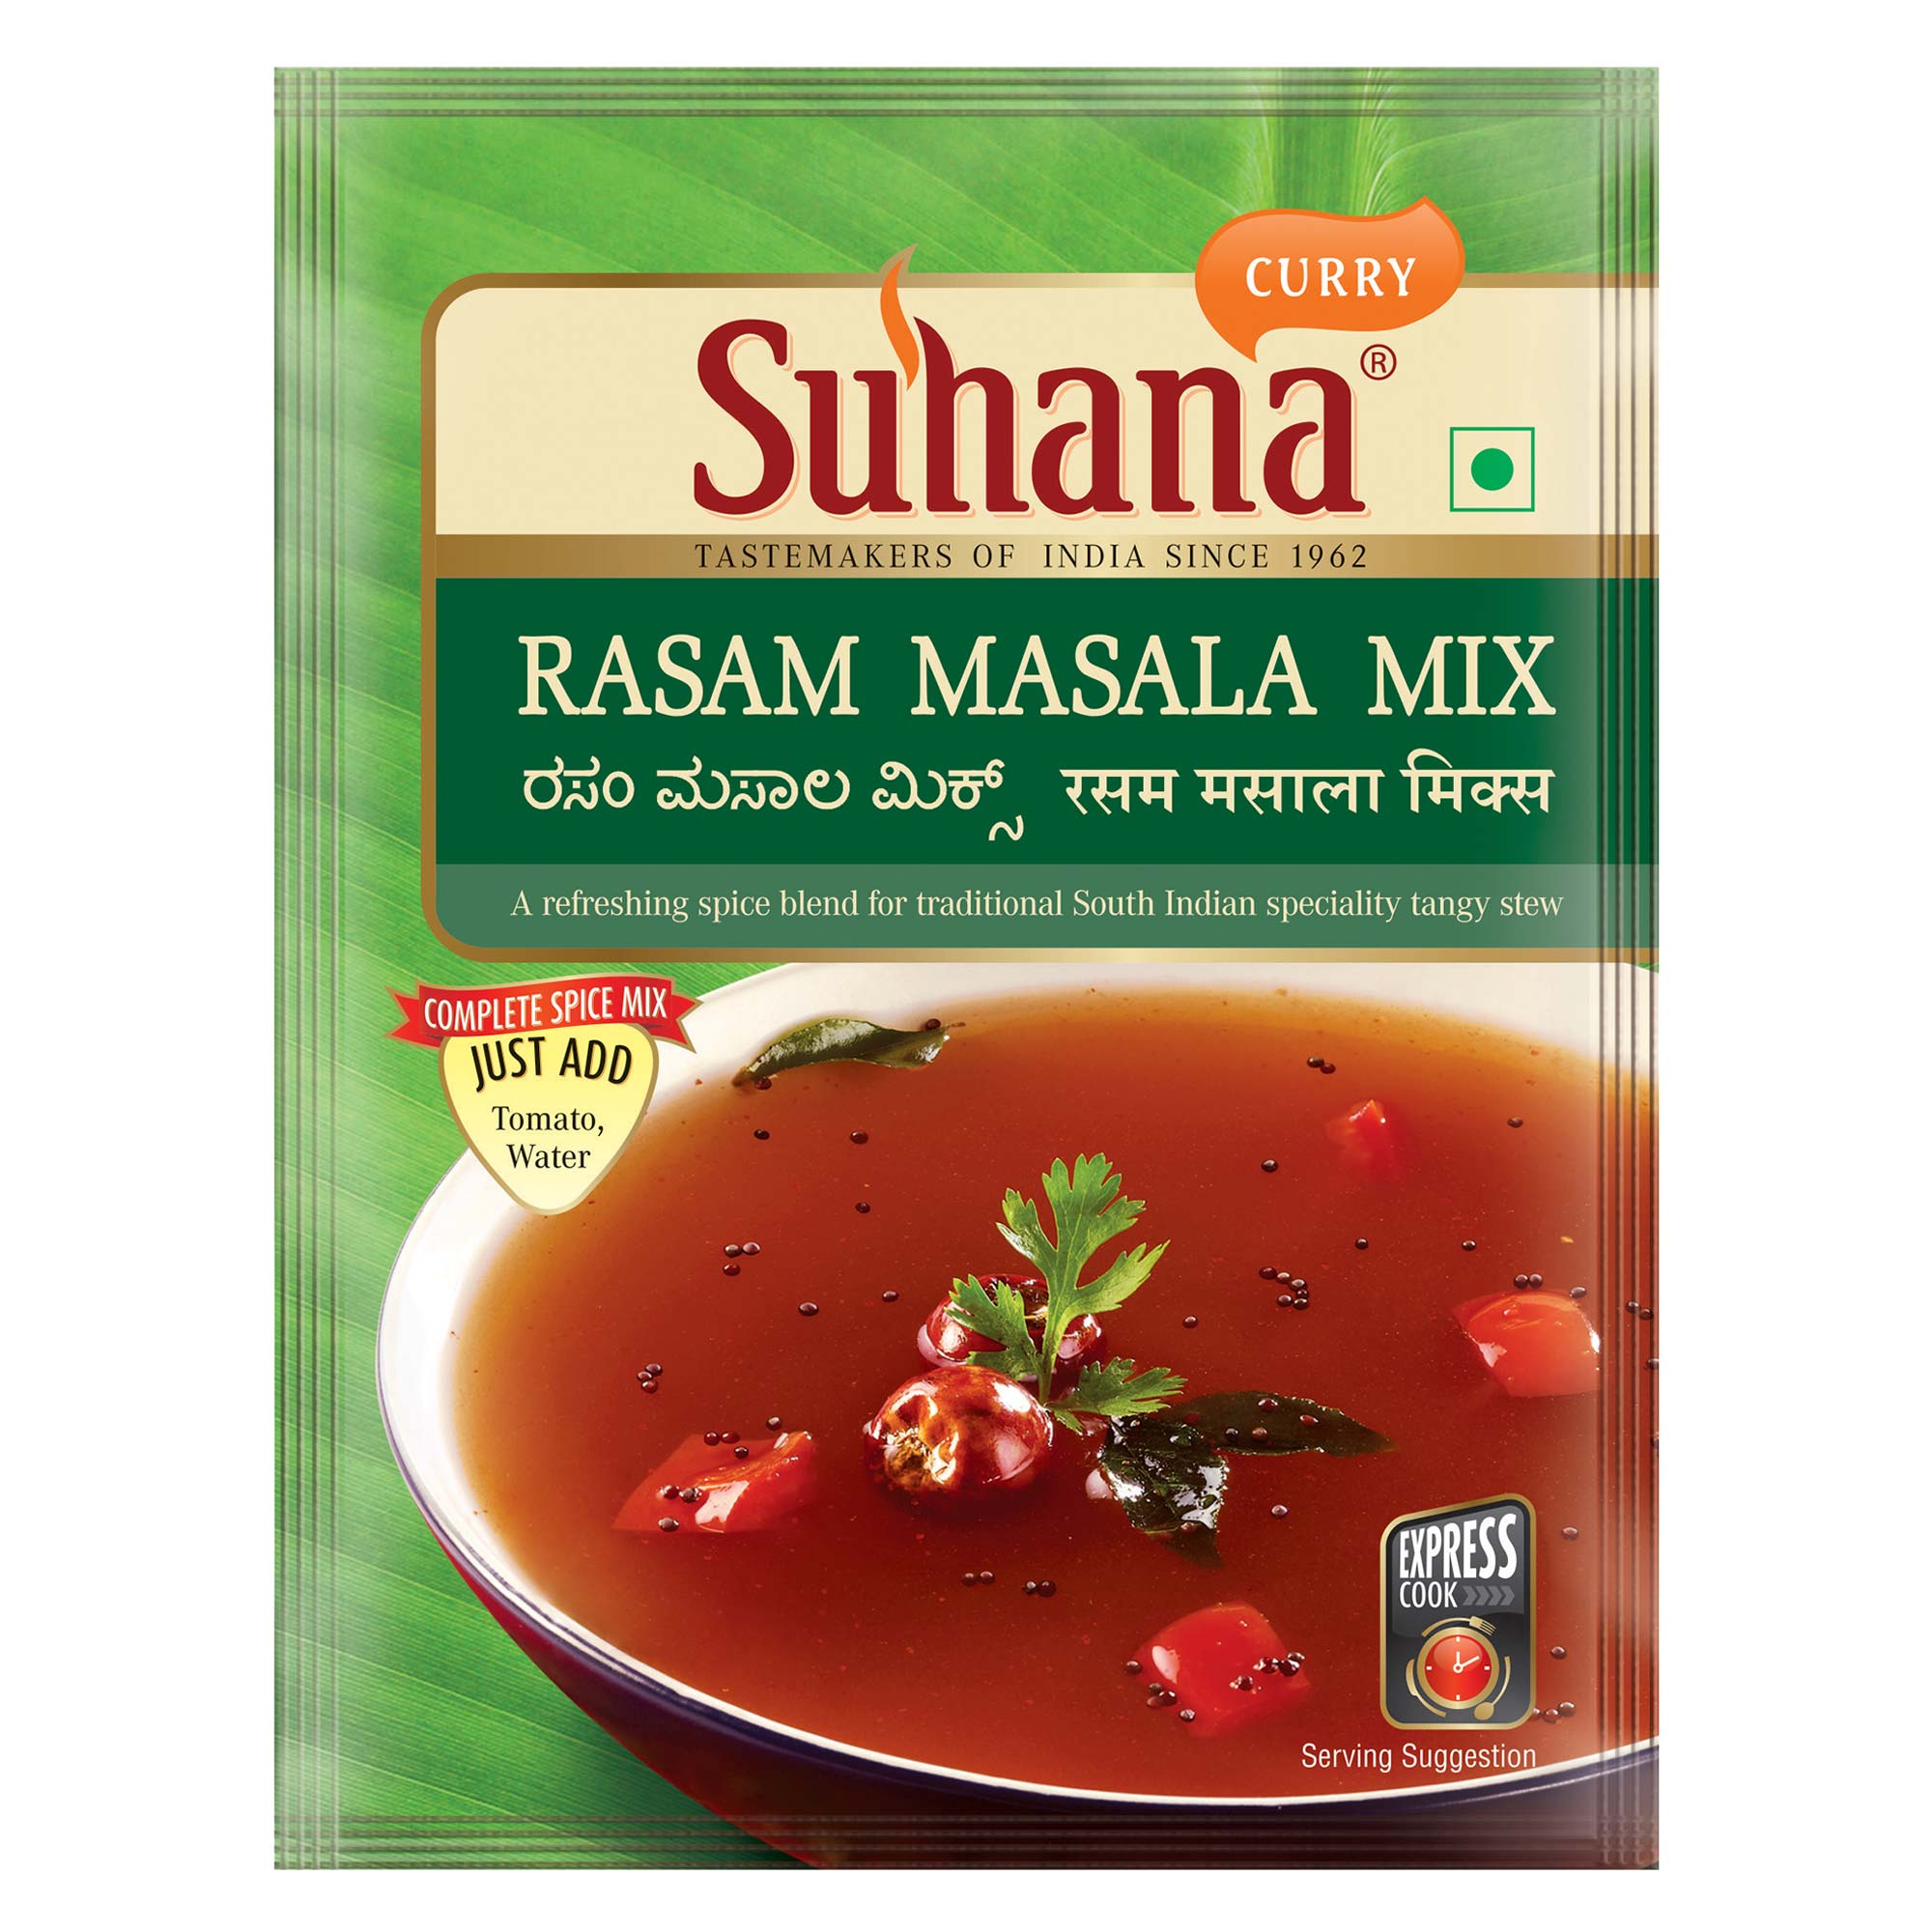 CURRY
Suhana®
TASTEMAKERS OF INDIA SINCE 1962
RASAM MASALA MIX
ರಸಂ ಮಸಾಲ ಮಿಕ್ಸ್ रसम मसाला मिक्स
A refreshing spice blend for traditional South Indian speciality tangy stew
COMPLETE SPICE MIX
JUST ADD
Tomato,
Water
EXPRESS
COOK
Serving Suggestion